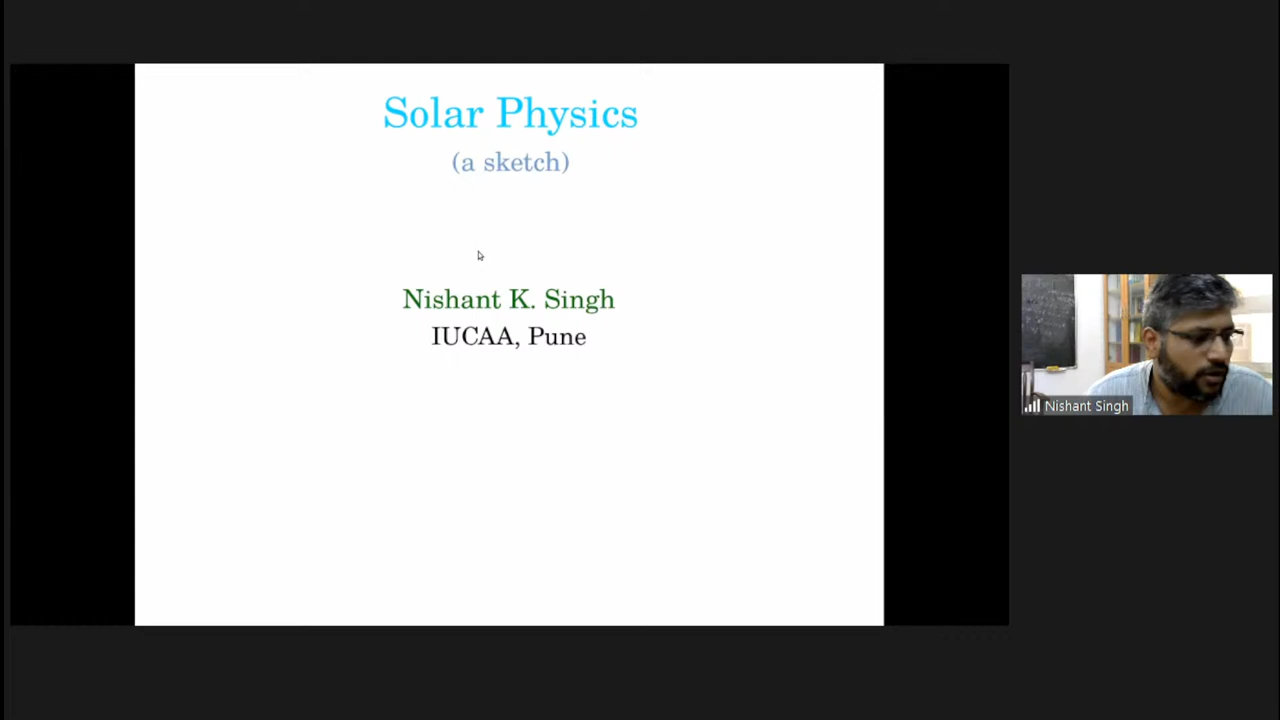 Solar Physics
(a sketch)
Nishant K. Singh
IUCAA, Pune
Nishant Singh